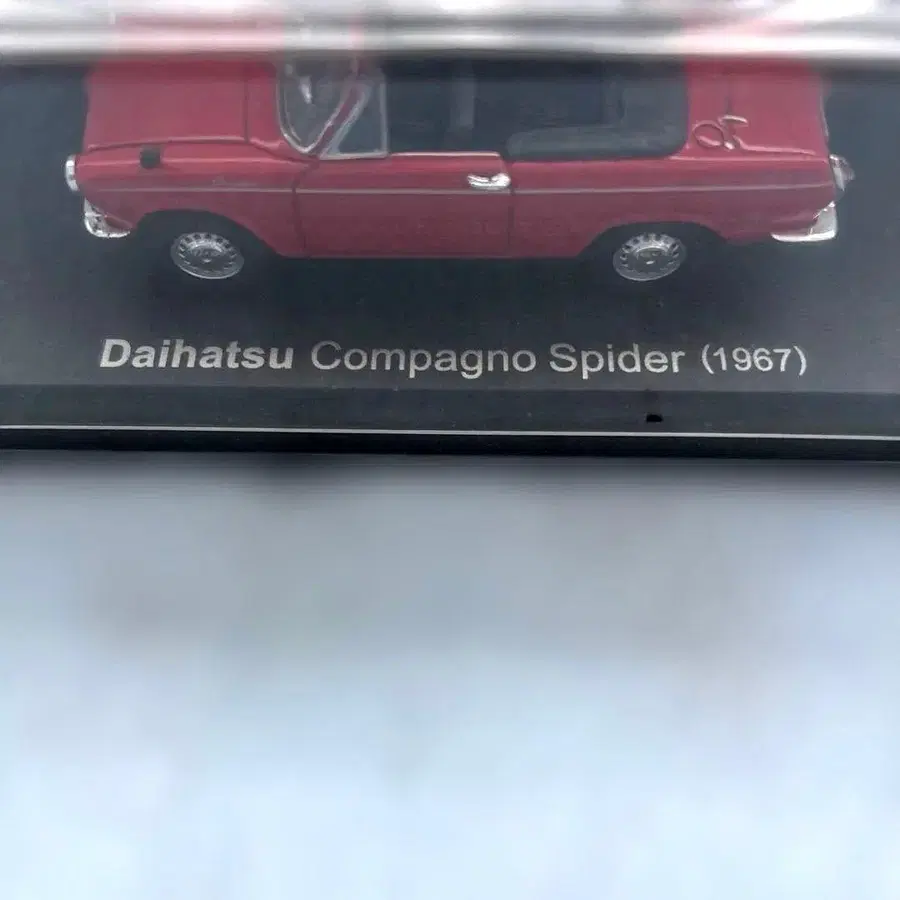 Daihatsu Compagno Spider (1967)